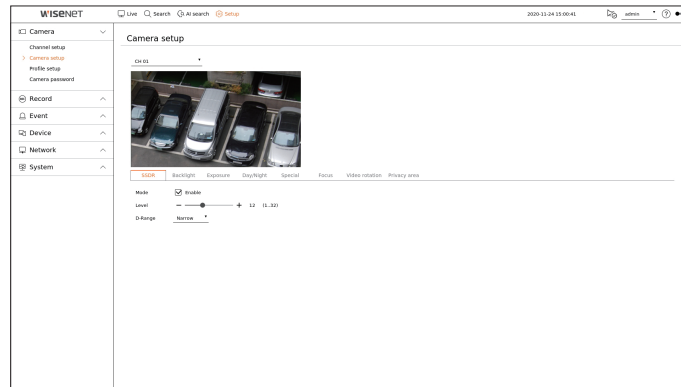 WISENET
Live Search AI search Setup 2020-11-24 15:00:41 admin ?
Camera
Channel setup
> Camera setup
Profile setup
Camera password
Record
Event
Device
Network
System
Camera setup
CH 01
SSDR Backlight Exposure Day/Night Special Focus Video rotation Privacy area
Mode Enable
Level − + 12 (1..32)
D-Range Narrow